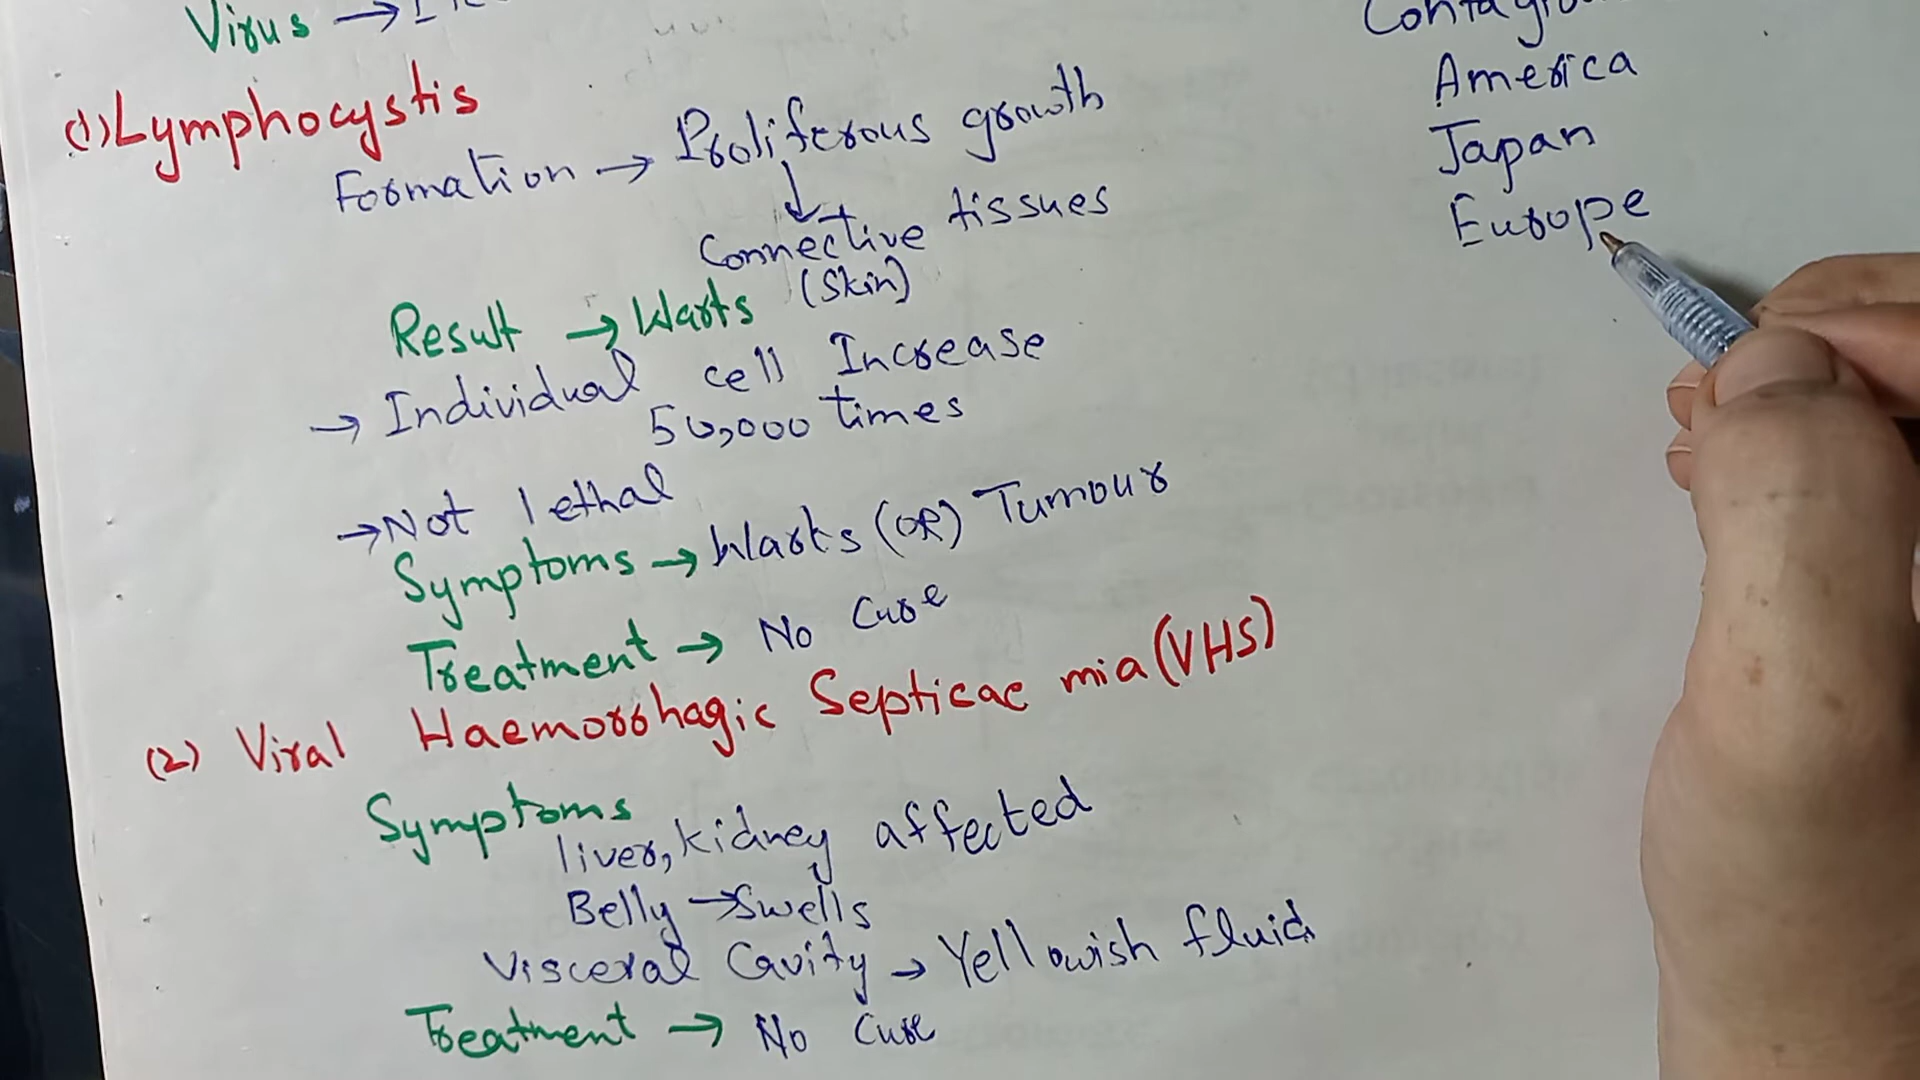 Virus →
(1) Lymphocystis
Formation → Proliferous growth
↓
Connective tissues
(Skin)
Result → Warts
→ Individual cell Increase
50,000 times
→ Not lethal
Symptoms → Warts (OR) Tumour
Treatment → No Cure
(2) Viral Haemorrhagic Septicae mia (VHS)
Symptoms
liver, kidney affected
Belly → Swells
Visceral Cavity → Yellowish fluid
Treatment → No Cure
America
Japan
Europe